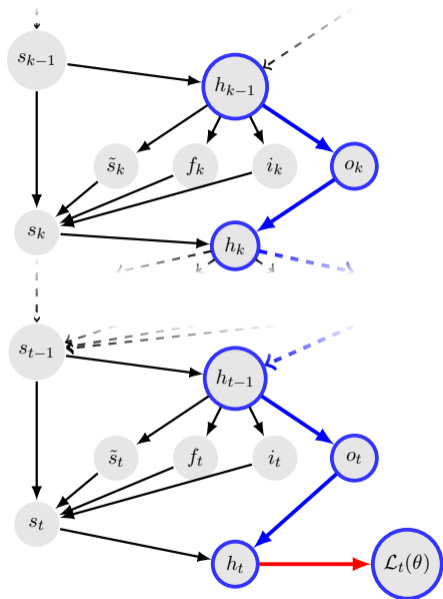 s_{k−1}
h_{k−1}
s̃_k f_k i_k o_k
s_k
h_k
s_{t−1}
h_{t−1}
s̃_t f_t i_t o_t
s_t
h_t ℒ_t(θ)